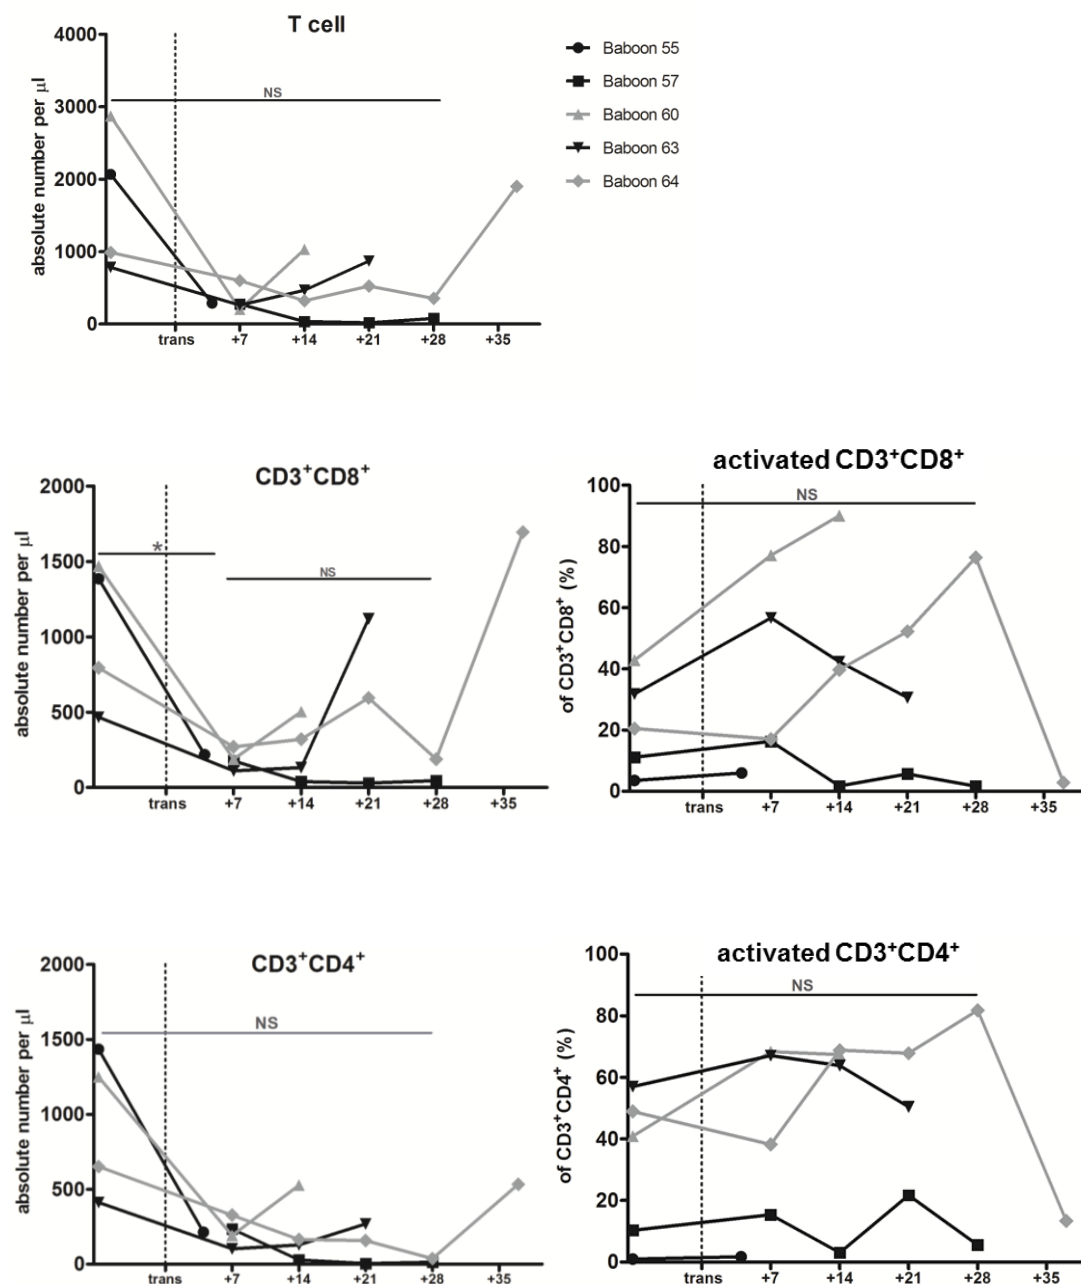 T cell
4000
3000
2000
1000
0
absolute number per µl
NS
trans +7 +14 +21 +28 +35
Baboon 55
Baboon 57
Baboon 60
Baboon 63
Baboon 64
CD3⁺CD8⁺
2000
1500
1000
500
0
absolute number per µl
*
NS
trans +7 +14 +21 +28 +35
activated CD3⁺CD8⁺
100
80
60
40
20
0
of CD3⁺CD8⁺ (%)
NS
trans +7 +14 +21 +28 +35
CD3⁺CD4⁺
2000
1500
1000
500
0
absolute number per µl
NS
trans +7 +14 +21 +28 +35
activated CD3⁺CD4⁺
100
80
60
40
20
0
of CD3⁺CD4⁺ (%)
NS
trans +7 +14 +21 +28 +35